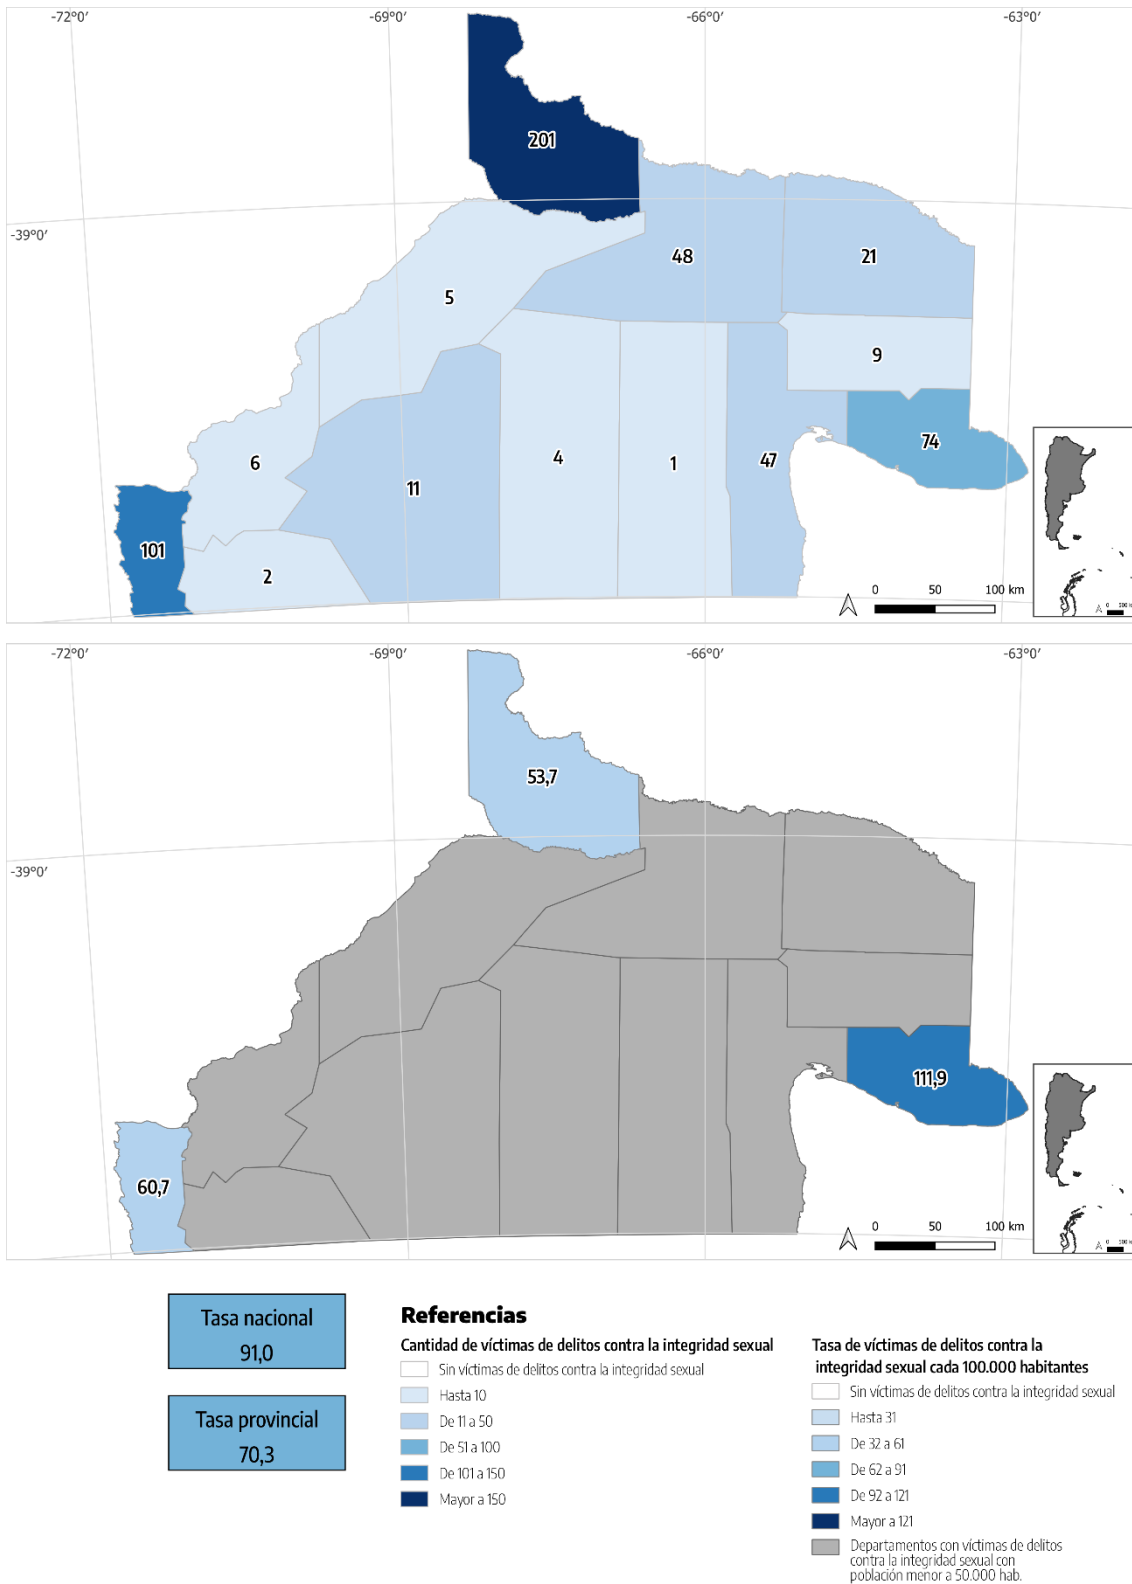 -72°0′ -69°0′ -66°0′ -63°0′
201
-39°0′
48
21
5
9
74
6
4
1
47
11
101
2
0 50 100 km
-72°0′ -69°0′ -66°0′ -63°0′
53,7
-39°0′
111,9
60,7
0 50 100 km
Tasa nacional
91,0
Tasa provincial
70,3
Referencias
Cantidad de víctimas de delitos contra la integridad sexual
Sin víctimas de delitos contra la integridad sexual
Hasta 10
De 11 a 50
De 51 a 100
De 101 a 150
Mayor a 150
Tasa de víctimas de delitos contra la
integridad sexual cada 100.000 habitantes
Sin víctimas de delitos contra la integridad sexual
Hasta 31
De 32 a 61
De 62 a 91
De 92 a 121
Mayor a 121
Departamentos con víctimas de delitos
contra la integridad sexual con
población menor a 50.000 hab.